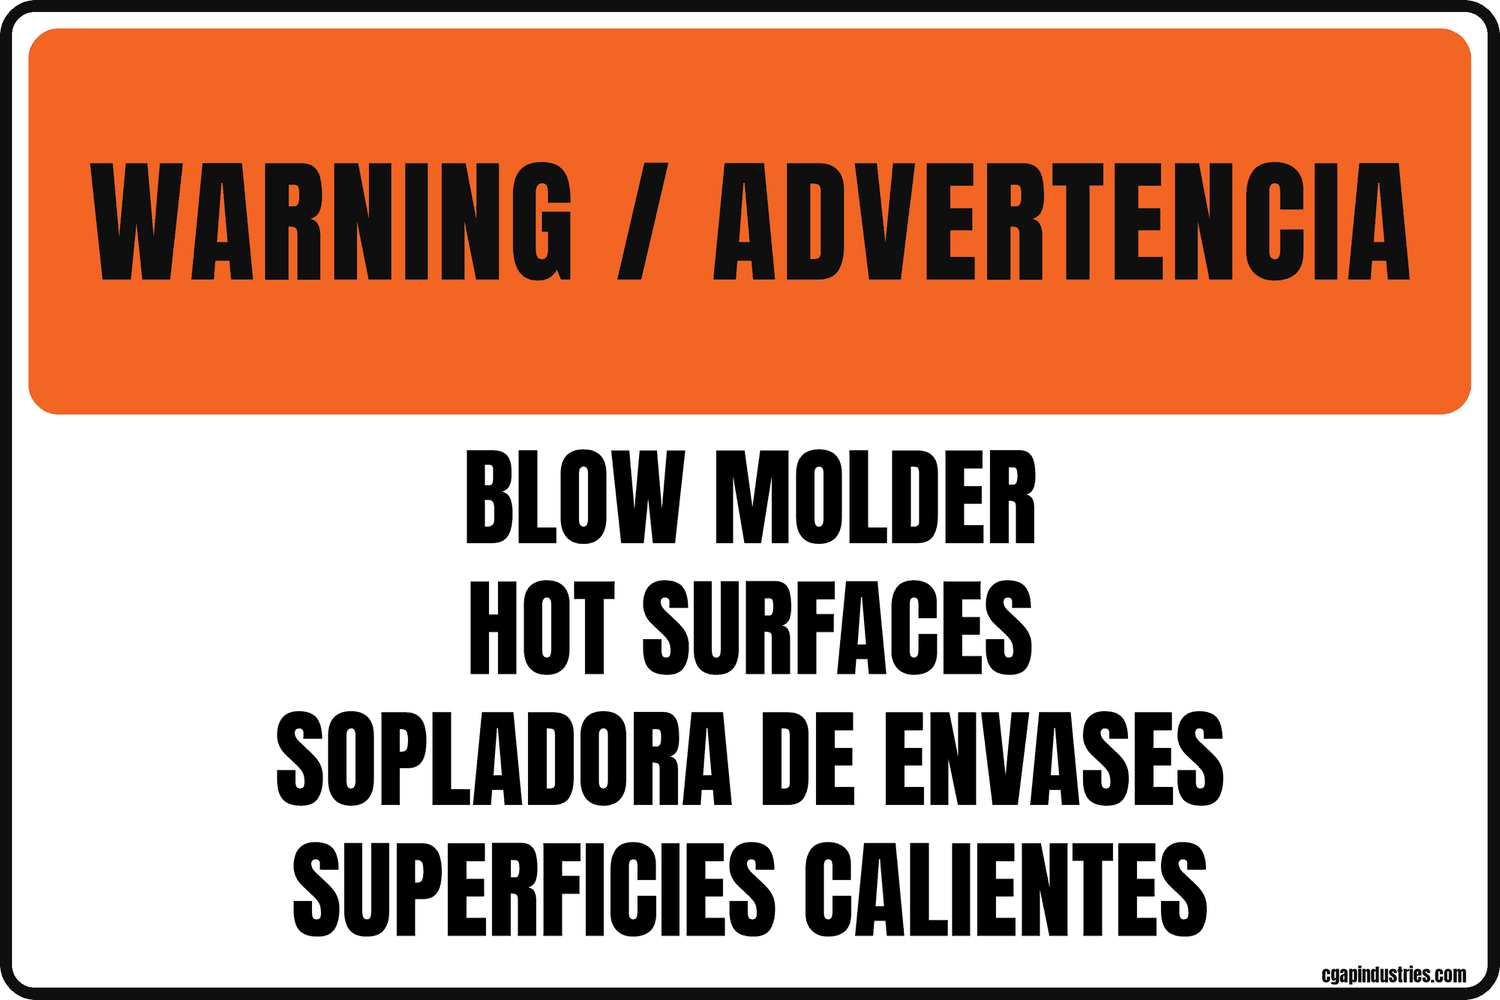 WARNING / ADVERTENCIA
BLOW MOLDER
HOT SURFACES
SOPLADORA DE ENVASES
SUPERFICIES CALIENTES
cgapindustries.com